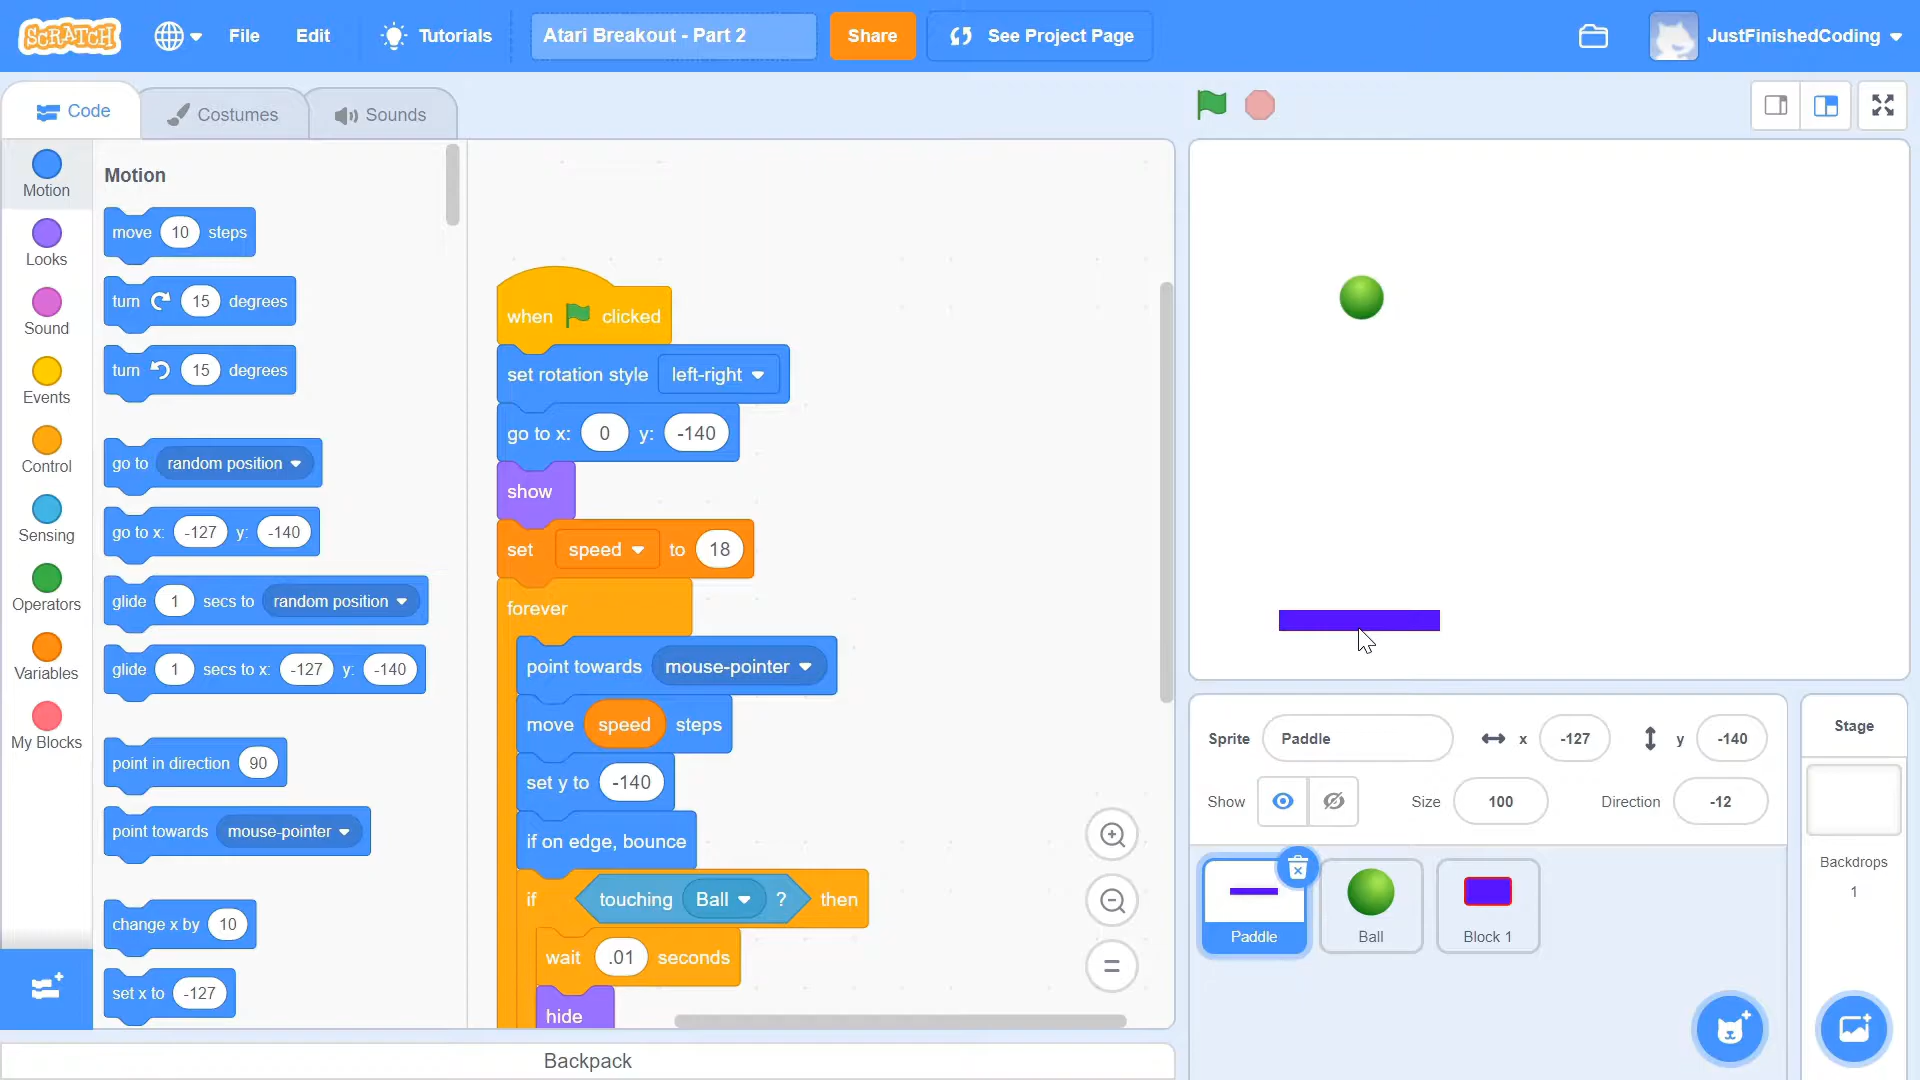 SCRATCH File Edit Tutorials Atari Breakout - Part 2 Share See Project Page JustFinishedCoding
Code Costumes Sounds
Motion
Looks
Sound
Events
Control
Sensing
Operators
Variables
My Blocks
Motion
move 10 steps
turn 15 degrees
turn 15 degrees
go to random position
go to x: -127 y: -140
glide 1 secs to random position
glide 1 secs to x: -127 y: -140
point in direction 90
point towards mouse-pointer
change x by 10
set x to -127
when clicked
set rotation style left-right
go to x: 0 y: -140
show
set speed to 18
forever
point towards mouse-pointer
move speed steps
set y to -140
if on edge, bounce
if touching Ball ? then
wait .01 seconds
hide
Backpack
Sprite Paddle x -127 y -140
Show Size 100 Direction -12
Paddle
Ball
Block 1
Stage
Backdrops
1